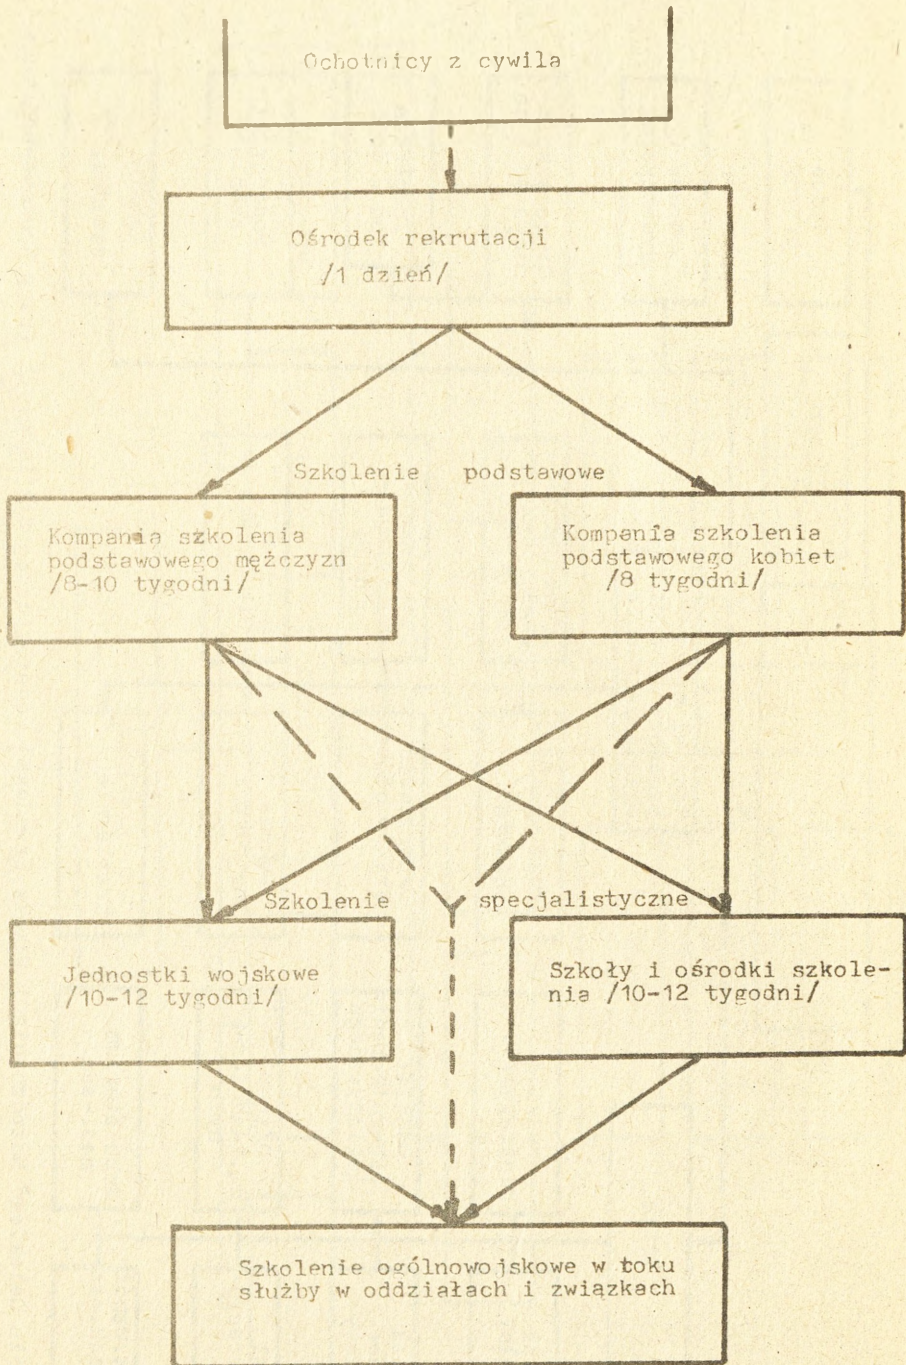 Ochotnicy z cywila
Ośrodek rekrutacji
/1 dzień/
Szkolenie podstawowe
Kompania szkolenia
podstawowego mężczyzn
/8-10 tygodni/
Kompania szkolenia
podstawowego kobiet
/8 tygodni/
Szkolenie specjalistyczne
Jednostki wojskowe
/10-12 tygodni/
Szkoły i ośrodki szkole-
nia /10-12 tygodni/
Szkolenie ogólnowojskowe w toku
służby w oddziałach i związkach